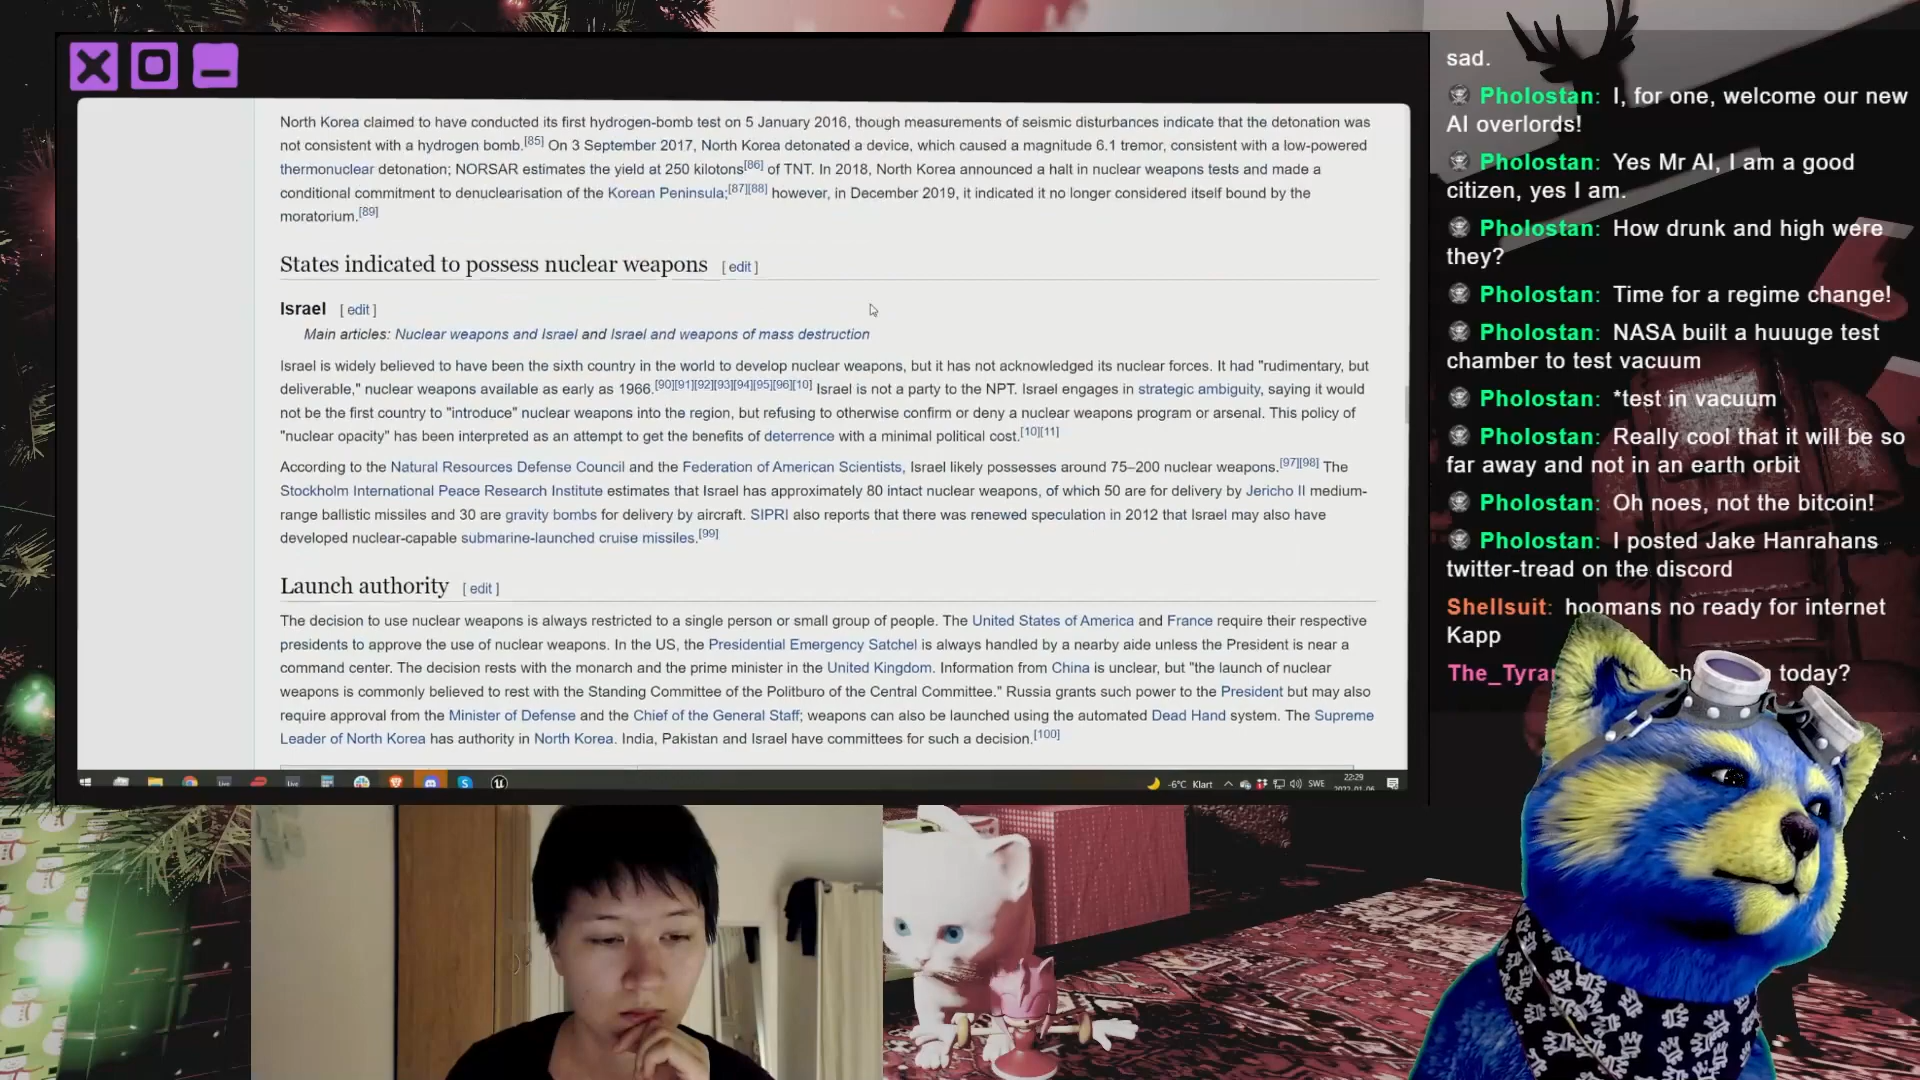 North Korea claimed to have conducted its first hydrogen-bomb test on 5 January 2016, though measurements of seismic disturbances indicate that the detonation was
not consistent with a hydrogen bomb.[85] On 3 September 2017, North Korea detonated a device, which caused a magnitude 6.1 tremor, consistent with a low-powered
thermonuclear detonation; NORSAR estimates the yield at 250 kilotons[86] of TNT. In 2018, North Korea announced a halt in nuclear weapons tests and made a
conditional commitment to denuclearisation of the Korean Peninsula;[87][88] however, in December 2019, it indicated it no longer considered itself bound by the
moratorium.[89]
States indicated to possess nuclear weapons [ edit ]
Israel [ edit ]
Main articles: Nuclear weapons and Israel and Israel and weapons of mass destruction
Israel is widely believed to have been the sixth country in the world to develop nuclear weapons, but it has not acknowledged its nuclear forces. It had "rudimentary, but
deliverable," nuclear weapons available as early as 1966.[90][91][92][93][94][95][96][10] Israel is not a party to the NPT. Israel engages in strategic ambiguity, saying it would
not be the first country to "introduce" nuclear weapons into the region, but refusing to otherwise confirm or deny a nuclear weapons program or arsenal. This policy of
"nuclear opacity" has been interpreted as an attempt to get the benefits of deterrence with a minimal political cost.[10][11]
According to the Natural Resources Defense Council and the Federation of American Scientists, Israel likely possesses around 75–200 nuclear weapons.[97][98] The
Stockholm International Peace Research Institute estimates that Israel has approximately 80 intact nuclear weapons, of which 50 are for delivery by Jericho II medium-
range ballistic missiles and 30 are gravity bombs for delivery by aircraft. SIPRI also reports that there was renewed speculation in 2012 that Israel may also have
developed nuclear-capable submarine-launched cruise missiles.[99]
Launch authority [ edit ]
The decision to use nuclear weapons is always restricted to a single person or small group of people. The United States of America and France require their respective
presidents to approve the use of nuclear weapons. In the US, the Presidential Emergency Satchel is always handled by a nearby aide unless the President is near a
command center. The decision rests with the monarch and the prime minister in the United Kingdom. Information from China is unclear, but "the launch of nuclear
weapons is commonly believed to rest with the Standing Committee of the Politburo of the Central Committee." Russia grants such power to the President but may also
require approval from the Minister of Defense and the Chief of the General Staff; weapons can also be launched using the automated Dead Hand system. The Supreme
Leader of North Korea has authority in North Korea. India, Pakistan and Israel have committees for such a decision.[100]
-6°C Klart
SWE
22:29
2022-01-06
sad.
Pholostan: I, for one, welcome our new
AI overlords!
Pholostan: Yes Mr AI, I am a good
citizen, yes I am.
Pholostan: How drunk and high were
they?
Pholostan: Time for a regime change!
Pholostan: NASA built a huuuge test
chamber to test vacuum
Pholostan: *test in vacuum
Pholostan: Really cool that it will be so
far away and not in an earth orbit
Pholostan: Oh noes, not the bitcoin!
Pholostan: I posted Jake Hanrahans
twitter-tread on the discord
Shellsuit: hoomans no ready for internet
Kapp
The_Tyra
today?